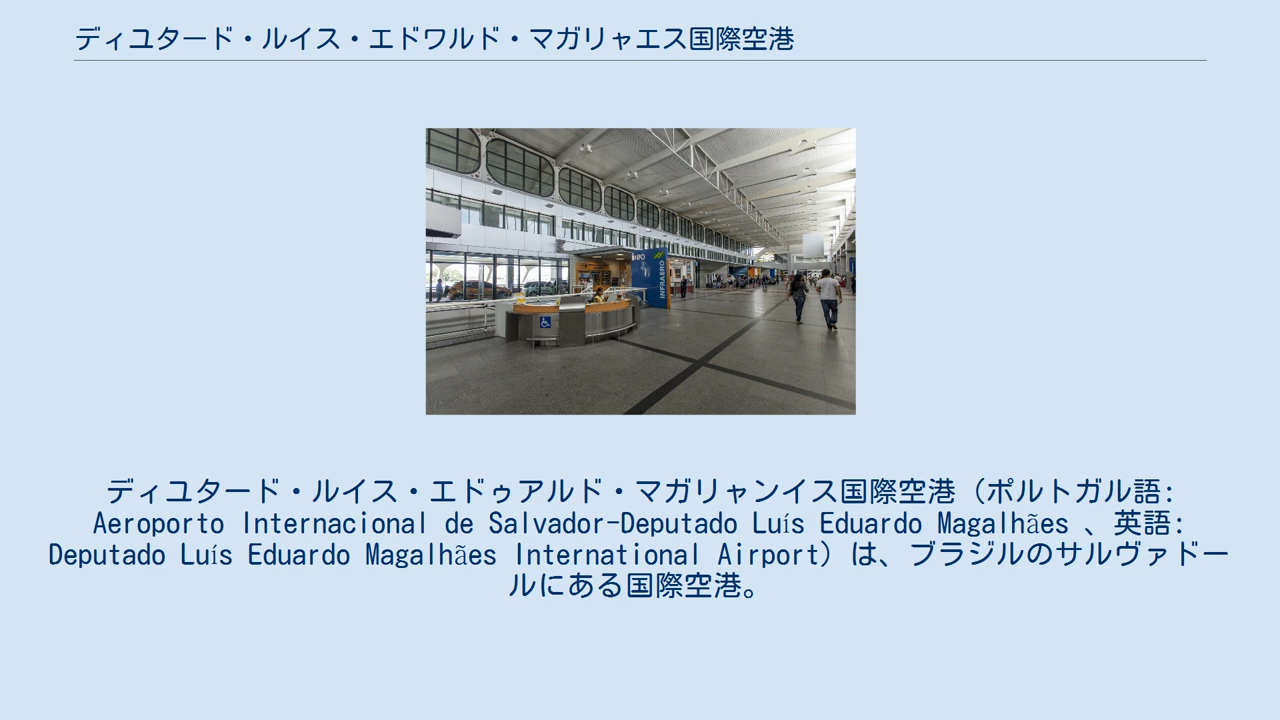 ディユタード・ルイス・エドワルド・マガリャエス国際空港
iNFO
INFRAERO
ディユタード・ルイス・エドゥアルド・マガリャンイス国際空港（ポルトガル語:
Aeroporto Internacional de Salvador-Deputado Luís Eduardo Magalhães 、英語:
Deputado Luís Eduardo Magalhães International Airport）は、ブラジルのサルヴァドー
ルにある国際空港。